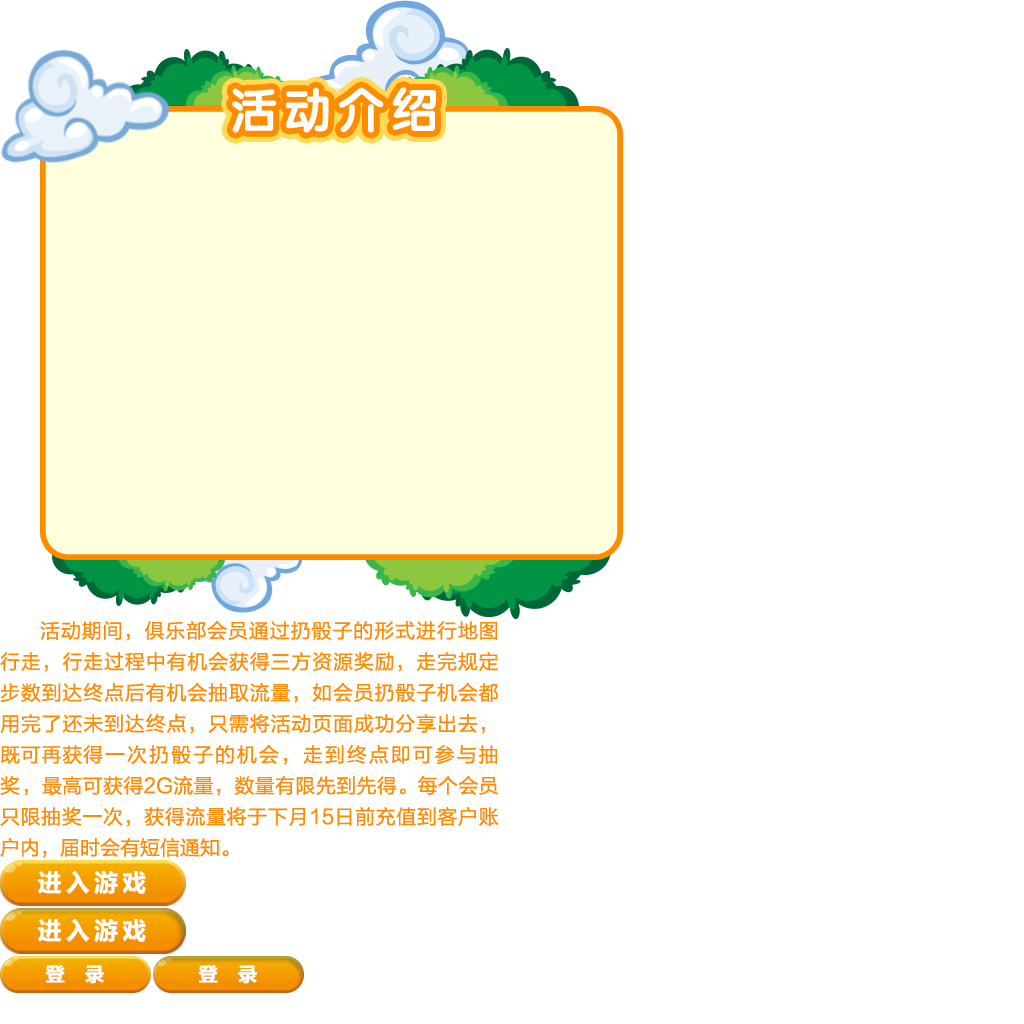 活动介绍
活动期间，俱乐部会员通过扔骰子的形式进行地图
行走，行走过程中有机会获得三方资源奖励，走完规定
步数到达终点后有机会抽取流量，如会员扔骰子机会都
用完了还未到达终点，只需将活动页面成功分享出去，
既可再获得一次扔骰子的机会，走到终点即可参与抽
奖，最高可获得2G流量，数量有限先到先得。每个会员
只限抽奖一次，获得流量将于下月15日前充值到客户账
户内，届时会有短信通知。
进入游戏
进入游戏
登 录 登 录